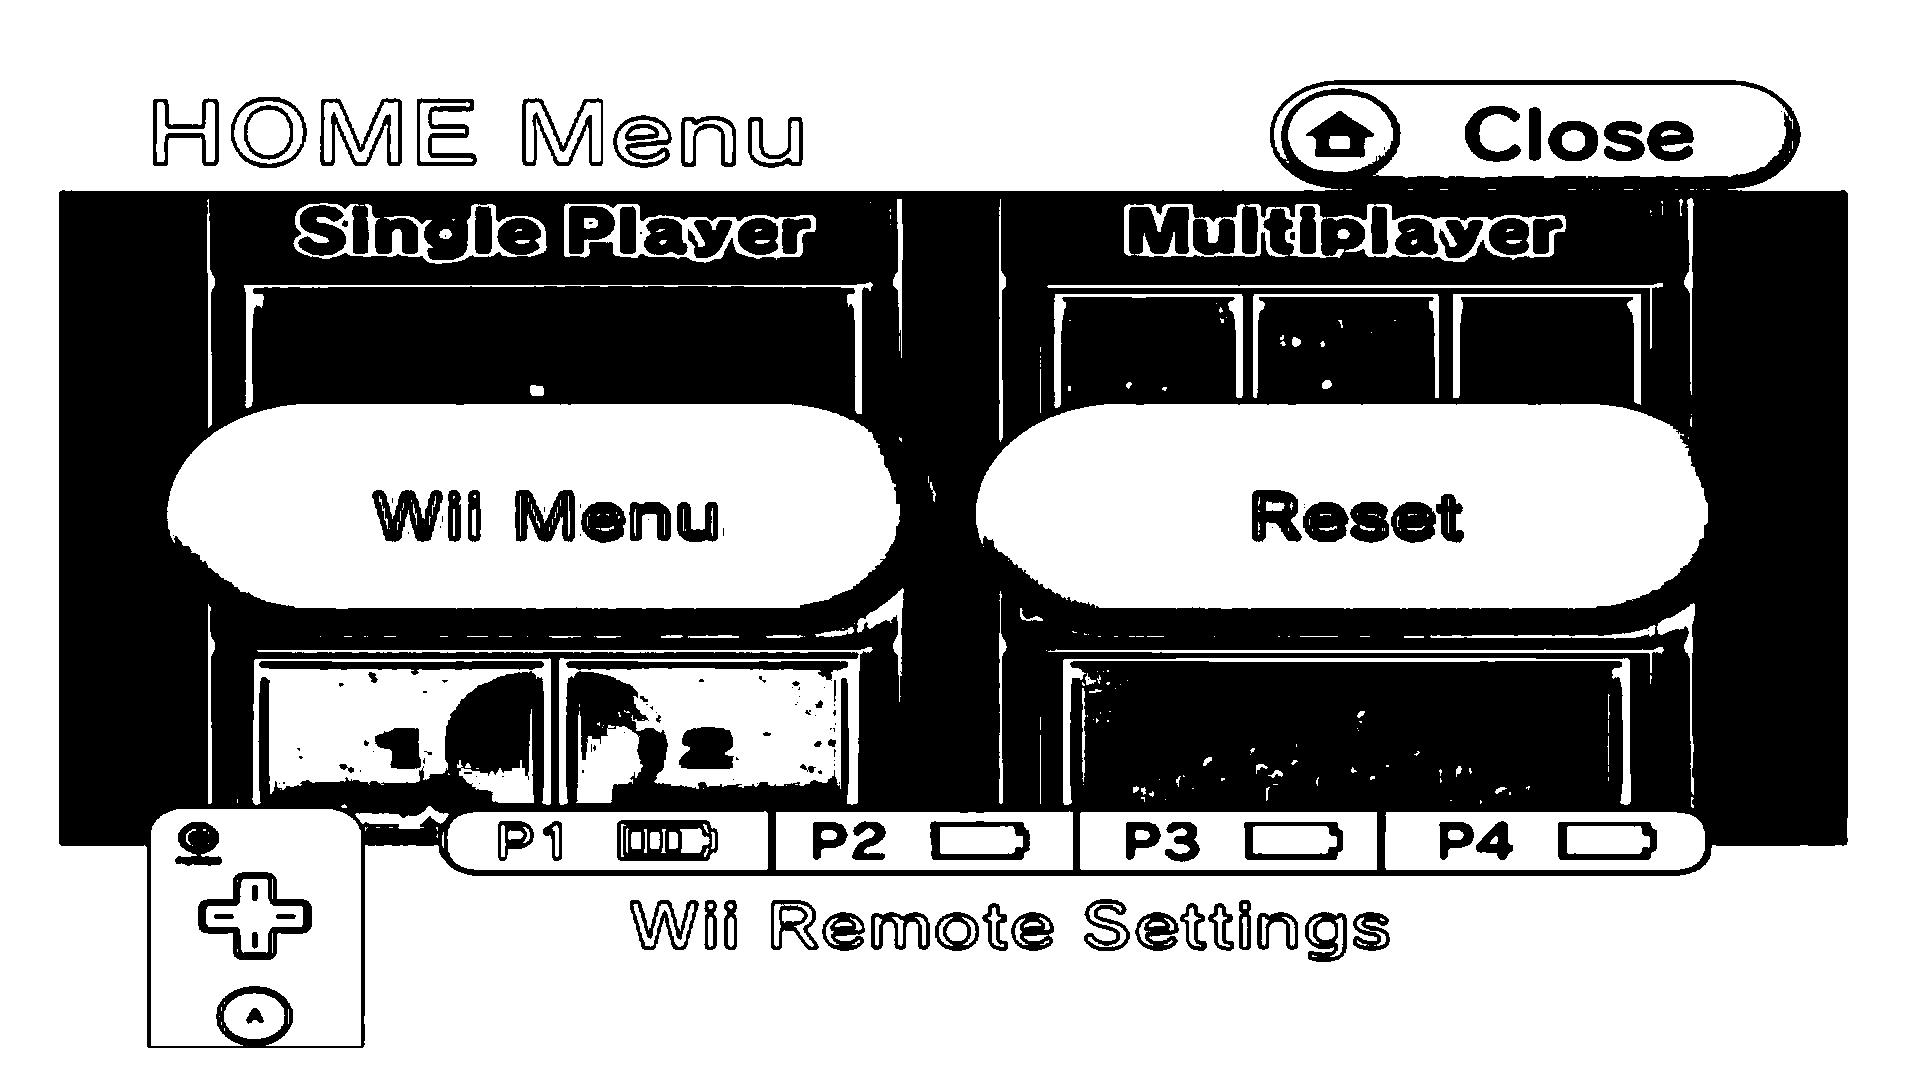 HOME Menu
Close
Single Player
Multiplayer
Wii Menu
Reset
1
2
P1
P2
P3
P4
Wii Remote Settings
A